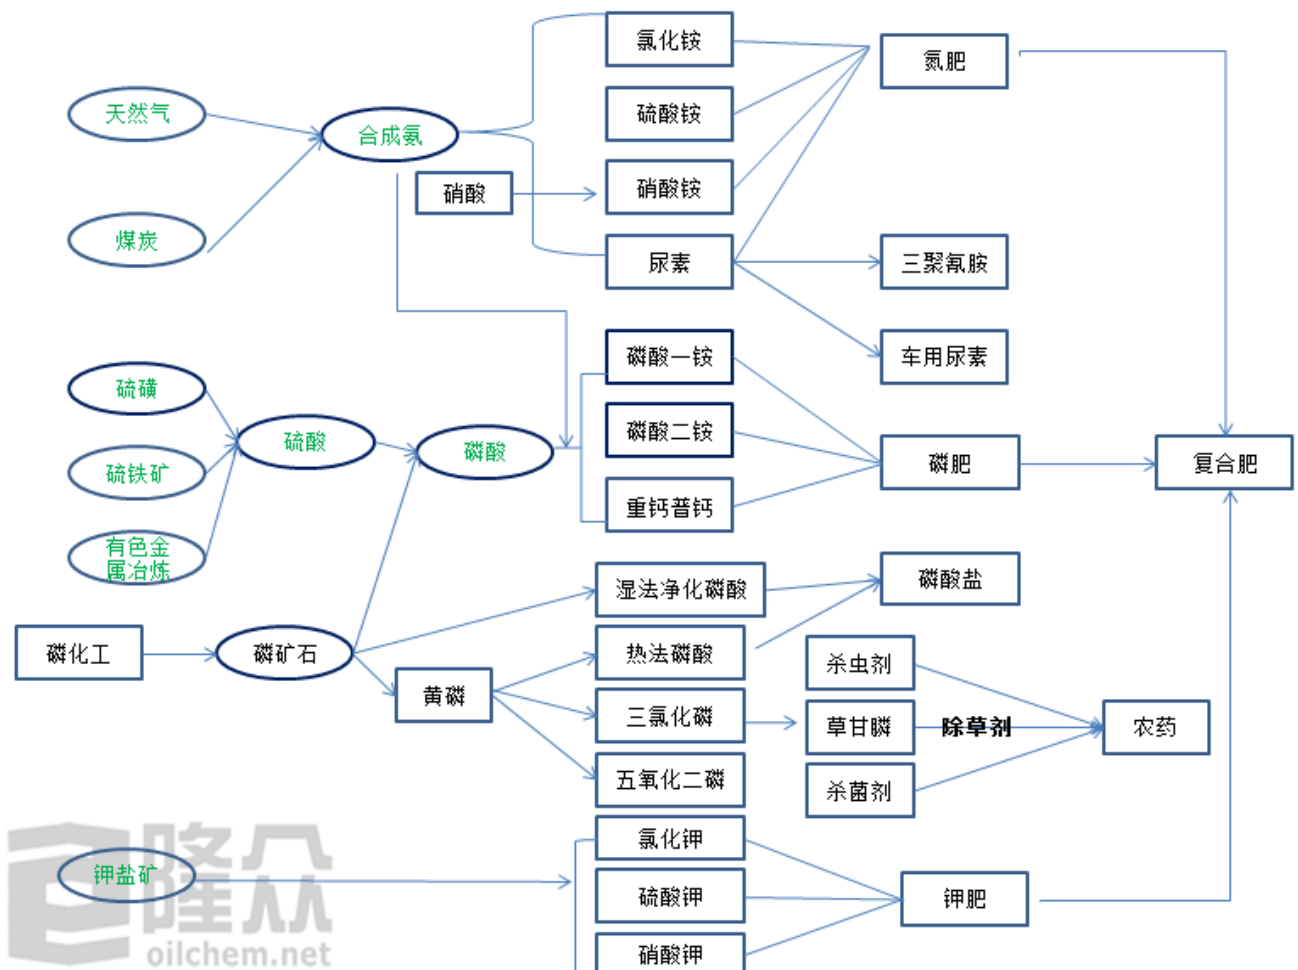 氯化铵
氮肥
天然气
硫酸铵
合成氨
硝酸
硝酸铵
煤炭
尿素
三聚氰胺
磷酸一铵
车用尿素
硫磺
磷酸二铵
硫酸
磷酸
磷肥
复合肥
硫铁矿
重钙普钙
有色金
属冶炼
湿法净化磷酸
磷酸盐
磷化工
磷矿石
热法磷酸
杀虫剂
黄磷
三氯化磷
草甘膦
除草剂
农药
五氧化二磷
杀菌剂
氯化钾
钾盐矿
隆众
硫酸钾
钾肥
硝酸钾
oilchem.net